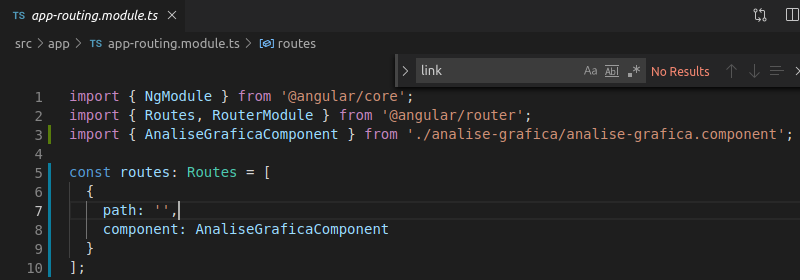 TS app-routing.module.ts ×
src > app > TS app-routing.module.ts > routes
link Aa Abl .* No Results
1 import { NgModule } from '@angular/core';
2 import { Routes, RouterModule } from '@angular/router';
3 import { AnaliseGraficaComponent } from './analise-grafica/analise-grafica.component';
4
5 const routes: Routes = [
6 {
7 path: '',
8 component: AnaliseGraficaComponent
9 }
10 ];